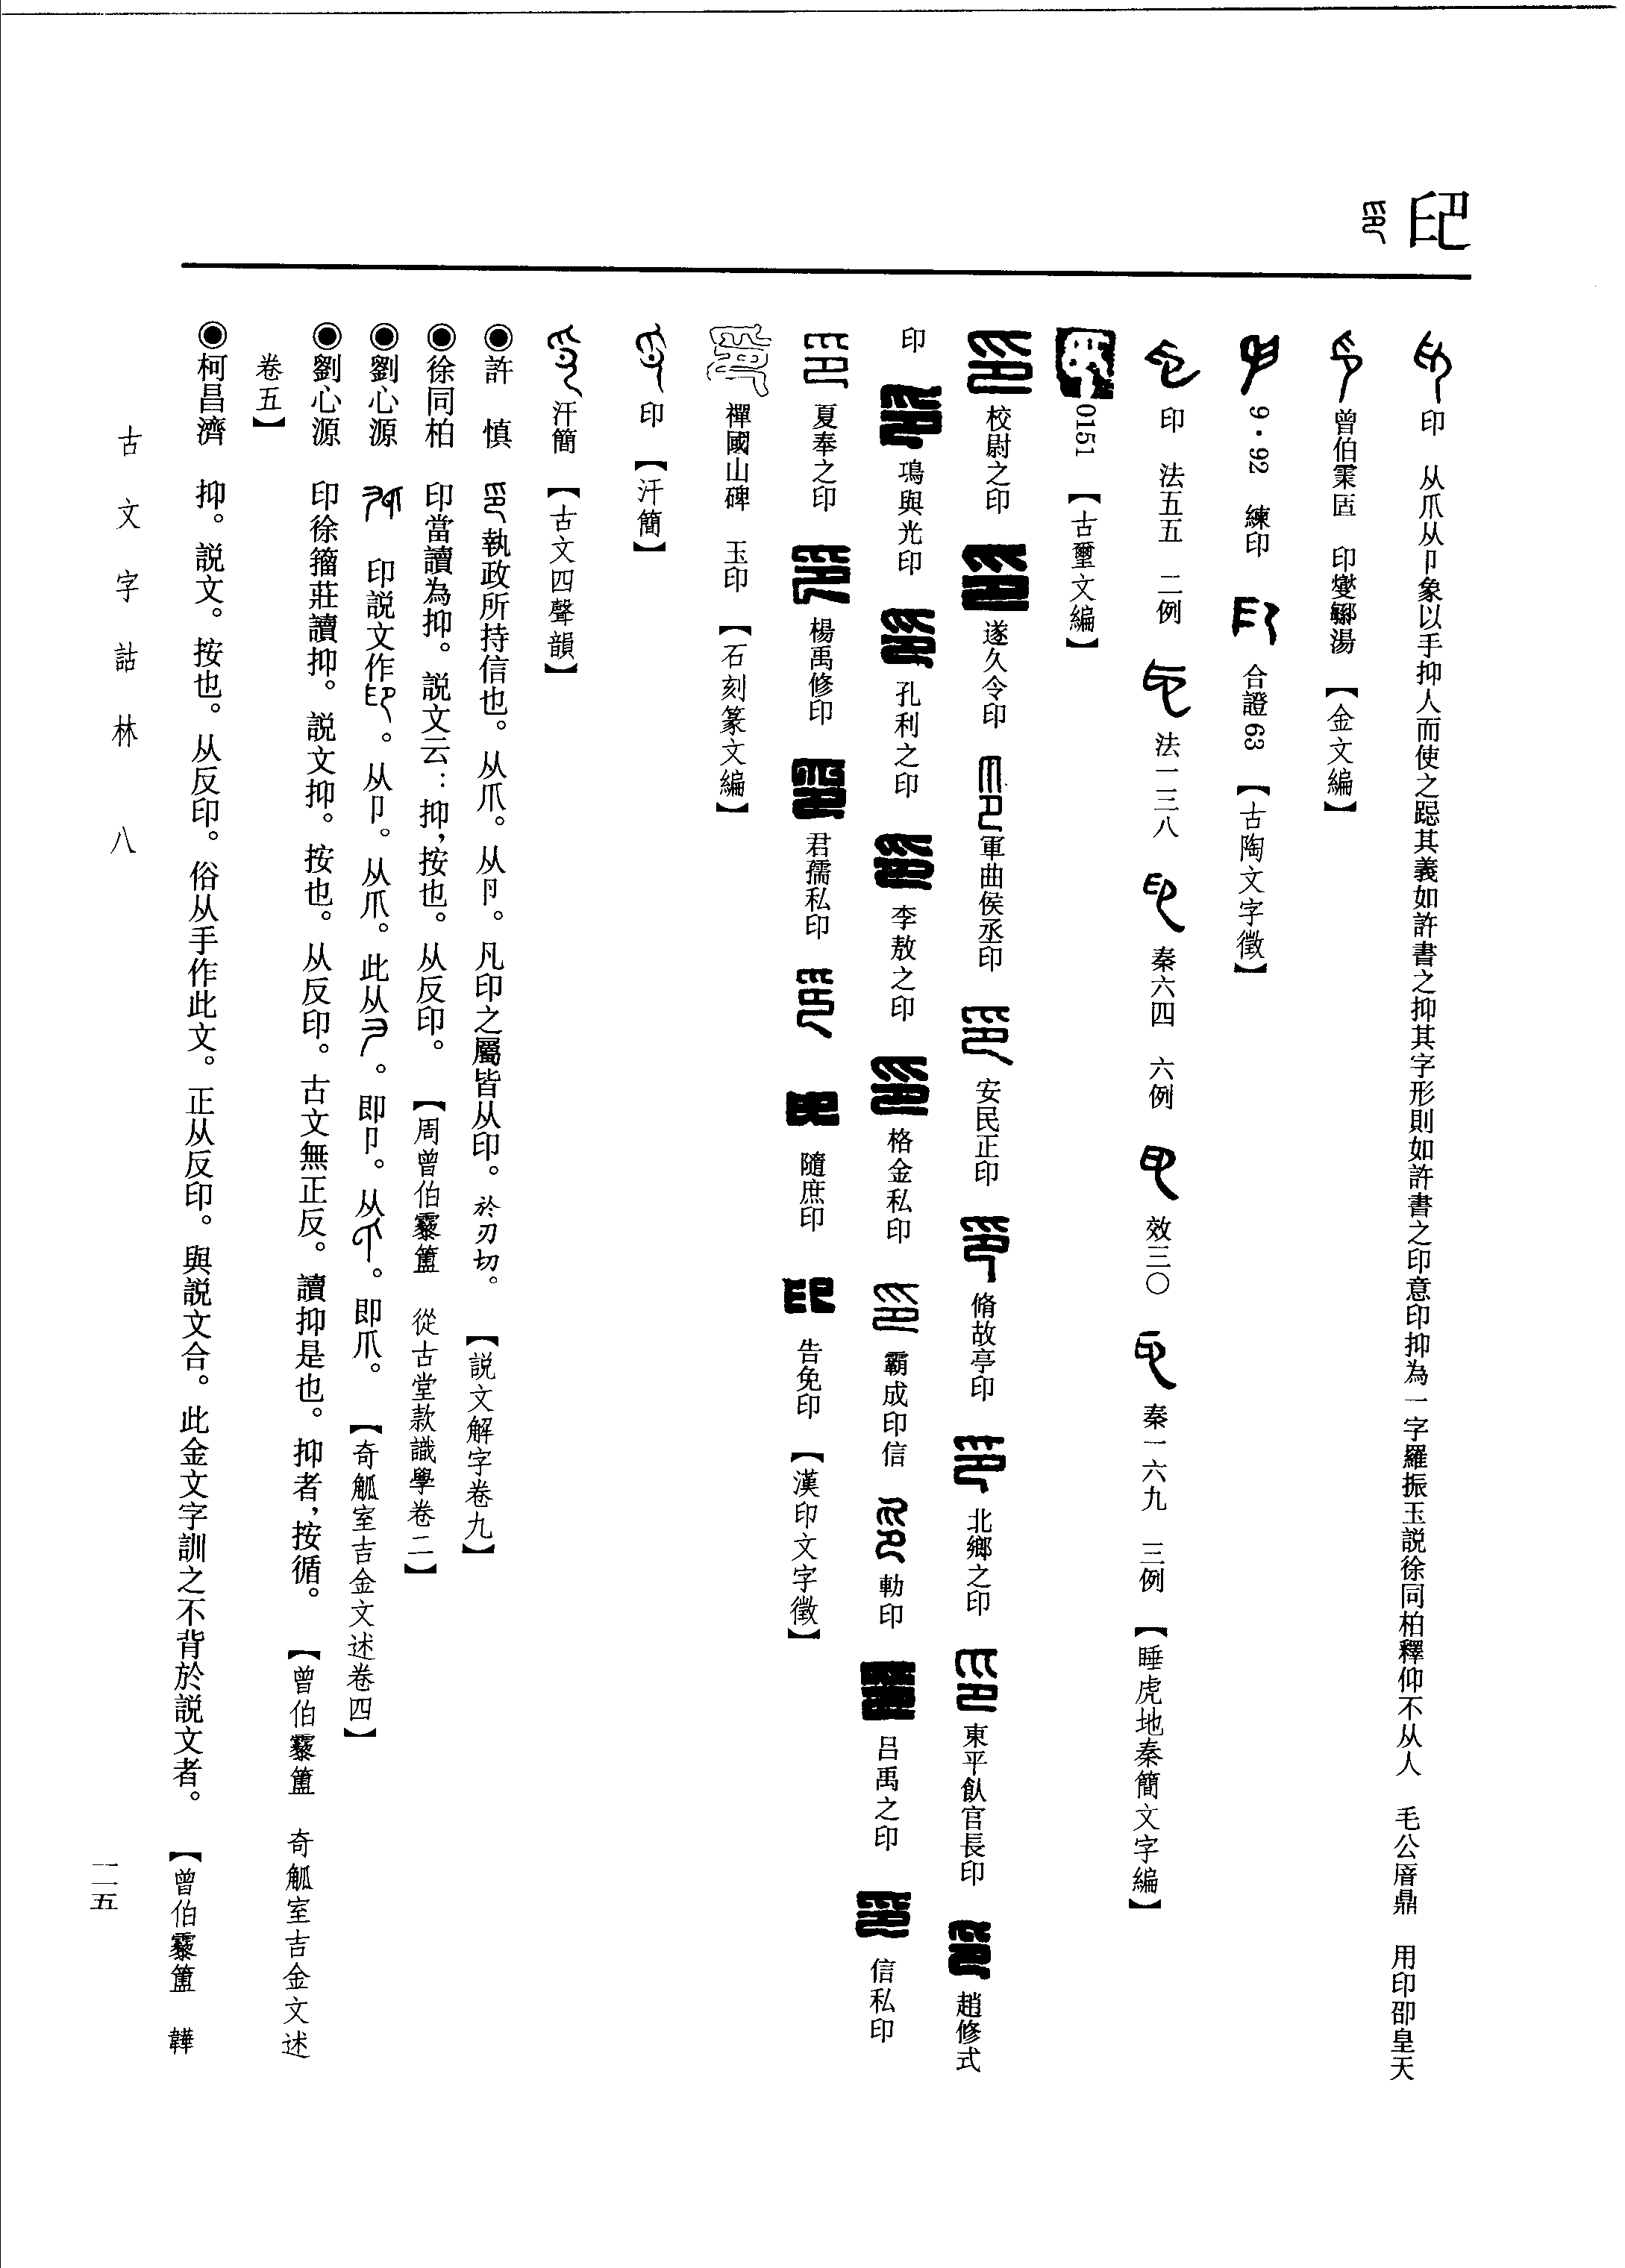 印
印　从爪从卩象以手抑人而使之跽其義如許書之抑其字形則如許書之印意印抑為一字羅振玉説徐同柏釋仰不从人　毛公㕌鼎　用印卲皇天
曾伯霥匜　印燮湯　【金文編】
9·92　練印　合證63　【古陶文字徵】
印　法五五　二例　法一三八　秦六四　六例　效三〇　秦一六九　三例　【睡虎地秦簡文字編】
0151　【古璽文編】
校尉之印　遂久令印　軍曲侯丞印　安民正印　脩故亭印　北鄉之印　東平飤官長印　趙修式
印　鴻與光印　孔利之印　李敖之印　格金私印　霸成印信　勅印　呂禹之印　信私印
夏奉之印　楊禹修印　君孺私印　隨庶印　告免印　【漢印文字徵】
禪國山碑　玉印　【石刻篆文編】
印　【汗簡】
汗簡　【古文四聲韻】
◉許　慎　執政所持信也。从爪。从卪。凡印之屬皆从印。於刃切。　【説文解字卷九】
◉徐同柏　印當讀為抑。説文云：抑，按也。从反印。　【周曾伯霥簠　從古堂款識學卷二】
◉劉心源　印説文作。从卪。从爪。此从。即卪。从。即爪。　【奇觚室吉金文述卷四】
◉劉心源　印徐籀莊讀抑。説文抑。按也。从反印。古文無正反。讀抑是也。抑者，按循。　【曾伯霥簠　奇觚室吉金文述
卷五】
◉柯昌濟　抑。説文。按也。从反印。俗从手作此文。正从反印。與説文合。此金文字訓之不背於説文者。　【曾伯霥簠　韡
古文字詁林　八
一二五